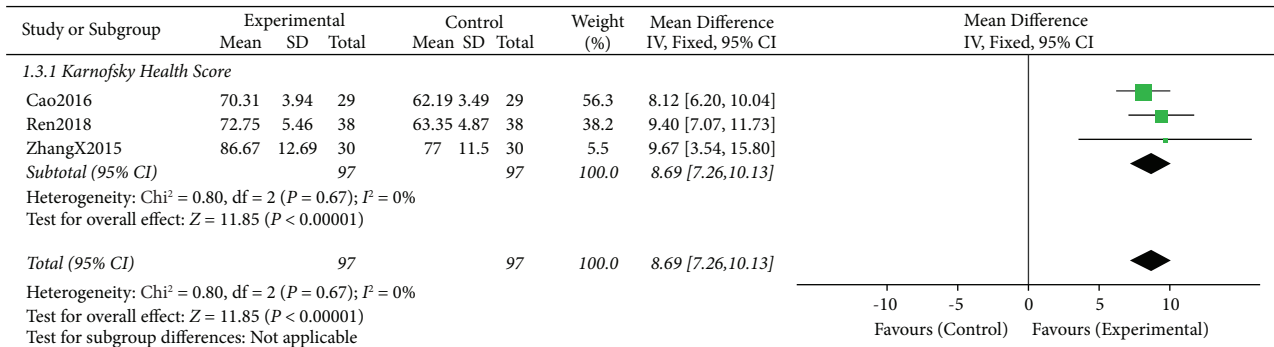 Study or Subgroup Experimental Control Weight Mean Difference Mean Difference
Mean SD Total Mean SD Total (%) IV, Fixed, 95% CI IV, Fixed, 95% CI
1.3.1 Karnofsky Health Score
Cao2016 70.31 3.94 29 62.19 3.49 29 56.3 8.12 [6.20, 10.04]
Ren2018 72.75 5.46 38 63.35 4.87 38 38.2 9.40 [7.07, 11.73]
ZhangX2015 86.67 12.69 30 77 11.5 30 5.5 9.67 [3.54, 15.80]
Subtotal (95% CI) 97 97 100.0 8.69 [7.26,10.13]
Heterogeneity: Chi² = 0.80, df = 2 (P = 0.67); I² = 0%
Test for overall effect: Z = 11.85 (P < 0.00001)
Total (95% CI) 97 97 100.0 8.69 [7.26,10.13]
Heterogeneity: Chi² = 0.80, df = 2 (P = 0.67); I² = 0%
Test for overall effect: Z = 11.85 (P < 0.00001)
Test for subgroup differences: Not applicable
-10 -5 0 5 10
Favours (Control) Favours (Experimental)